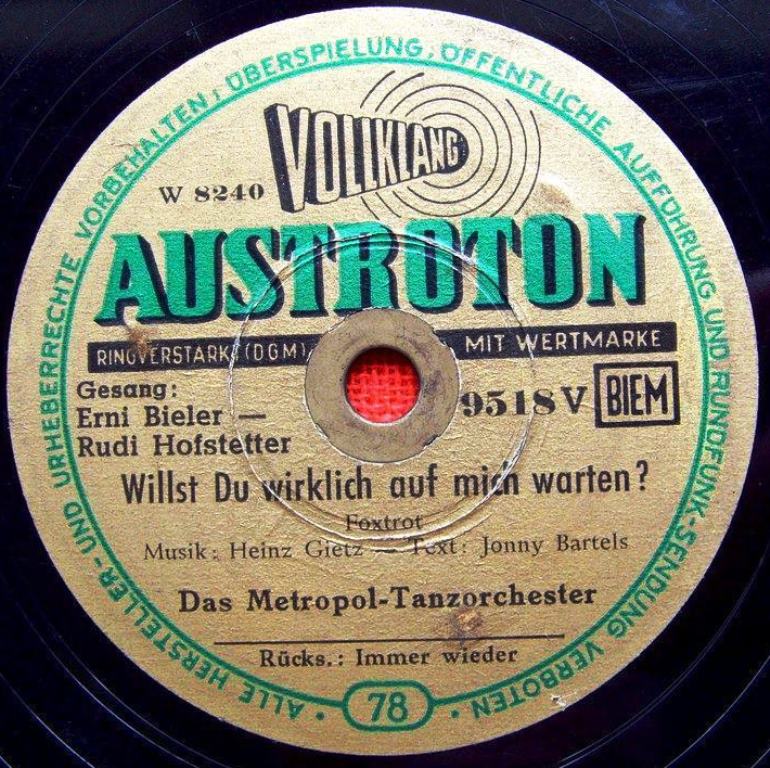 ALLE HERSTELLER- UND URHEBERRECHTE VORBEHALTEN, ÜBERSPIELUNG, ÖFFENTLICHE AUFFÜHRUNG UND RUNDFUNK-SENDUNG VERBOTEN
VOLLKLANG
W 8240
AUSTROTON
RINGVERSTÄRKT (DGM) MIT WERTMARKE
Gesang:
Erni Bieler —
Rudi Hofstetter
9518 V BIEM
Willst Du wirklich auf mich warten?
Foxtrot
Musik: Heinz Gietz — Text: Jonny Bartels
Das Metropol-Tanzorchester
Rücks.: Immer wieder
78